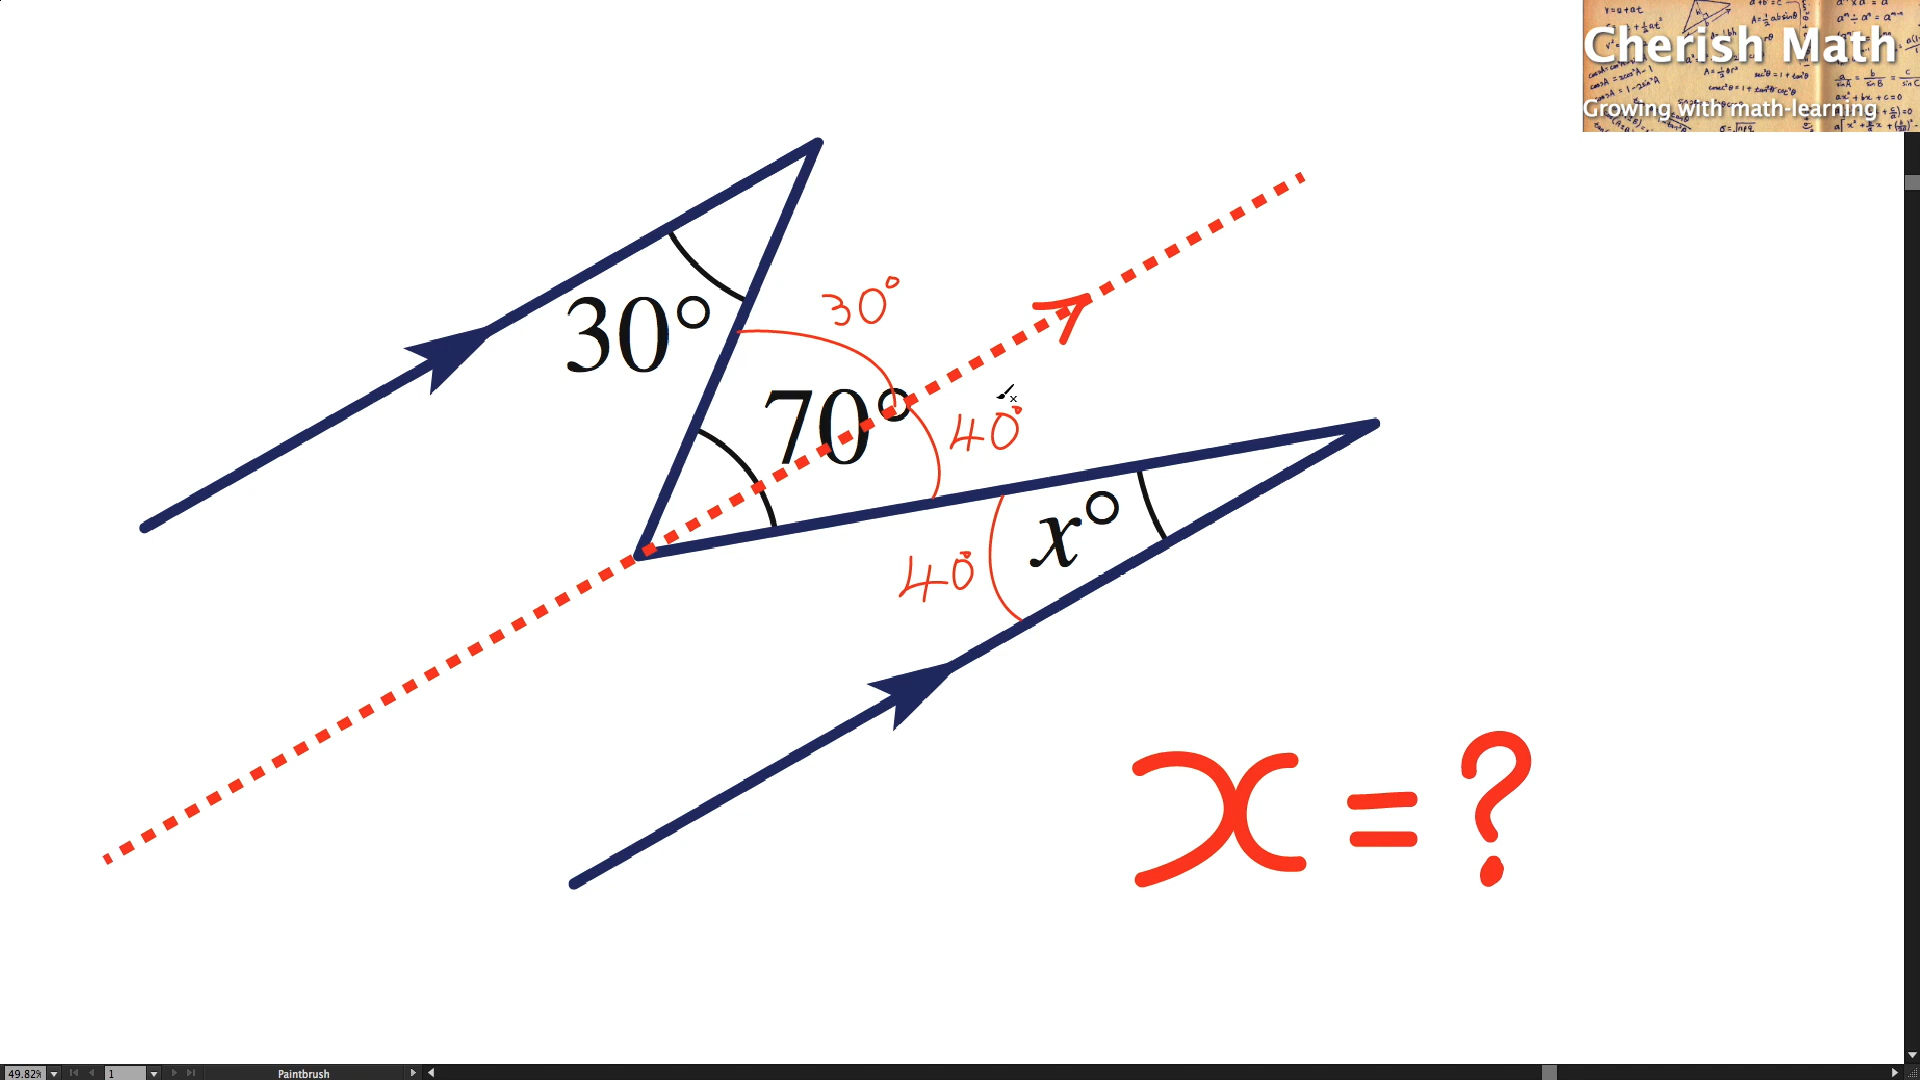 Cherish Math
Growing with math-learning
30°
30°
70°
40°
x°
40°
x = ?
49.82%
1
Paintbrush